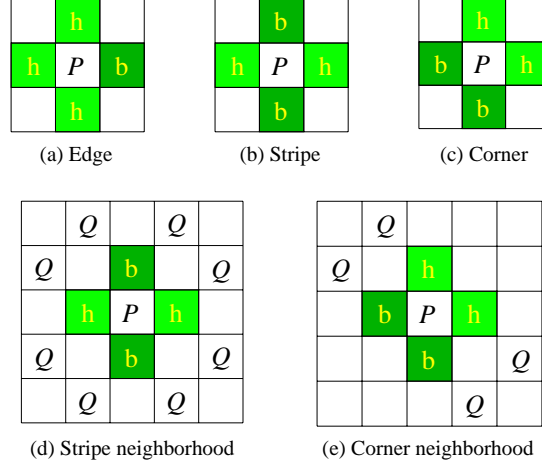 h b h
h P b h P h b P h
h b b
(a) Edge (b) Stripe (c) Corner
Q Q Q
Q b Q Q h
h P h b P h
Q b Q b Q
Q Q Q
(d) Stripe neighborhood (e) Corner neighborhood